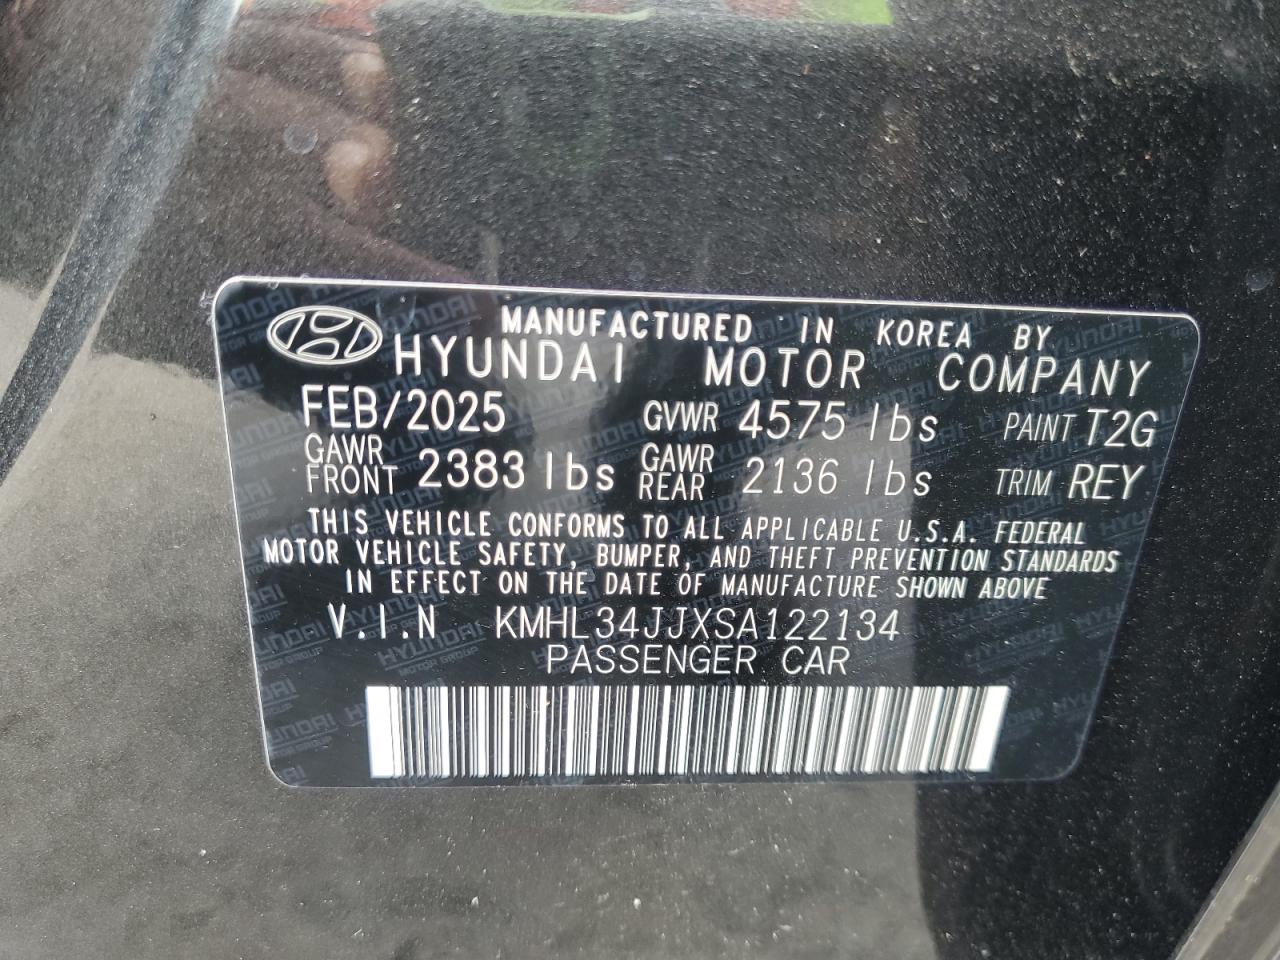 MANUFACTURED IN KOREA BY
HYUNDAI MOTOR COMPANY
FEB/2025 GVWR 4575 lbs PAINT T2G
GAWR FRONT 2383 lbs GAWR REAR 2136 lbs TRIM REY
THIS VEHICLE CONFORMS TO ALL APPLICABLE U.S.A. FEDERAL
MOTOR VEHICLE SAFETY, BUMPER, AND THEFT PREVENTION STANDARDS
IN EFFECT ON THE DATE OF MANUFACTURE SHOWN ABOVE
V.I.N KMHL34JJXSA122134
PASSENGER CAR